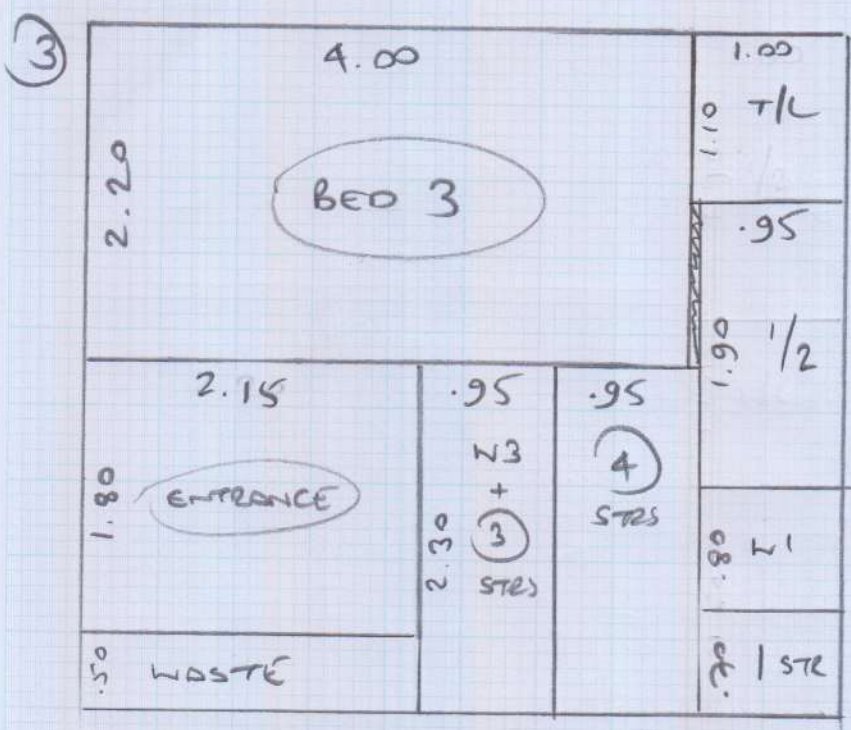 3
4.00
2.20
BED 3
1.00
1.10 T/L
.95
1.90 1/2
2.15
1.80
ENTRANCE
.50 WASTE
.95
W3
+
3
STRS
2.30
.95
4
STRS
.80 W1
1 STR